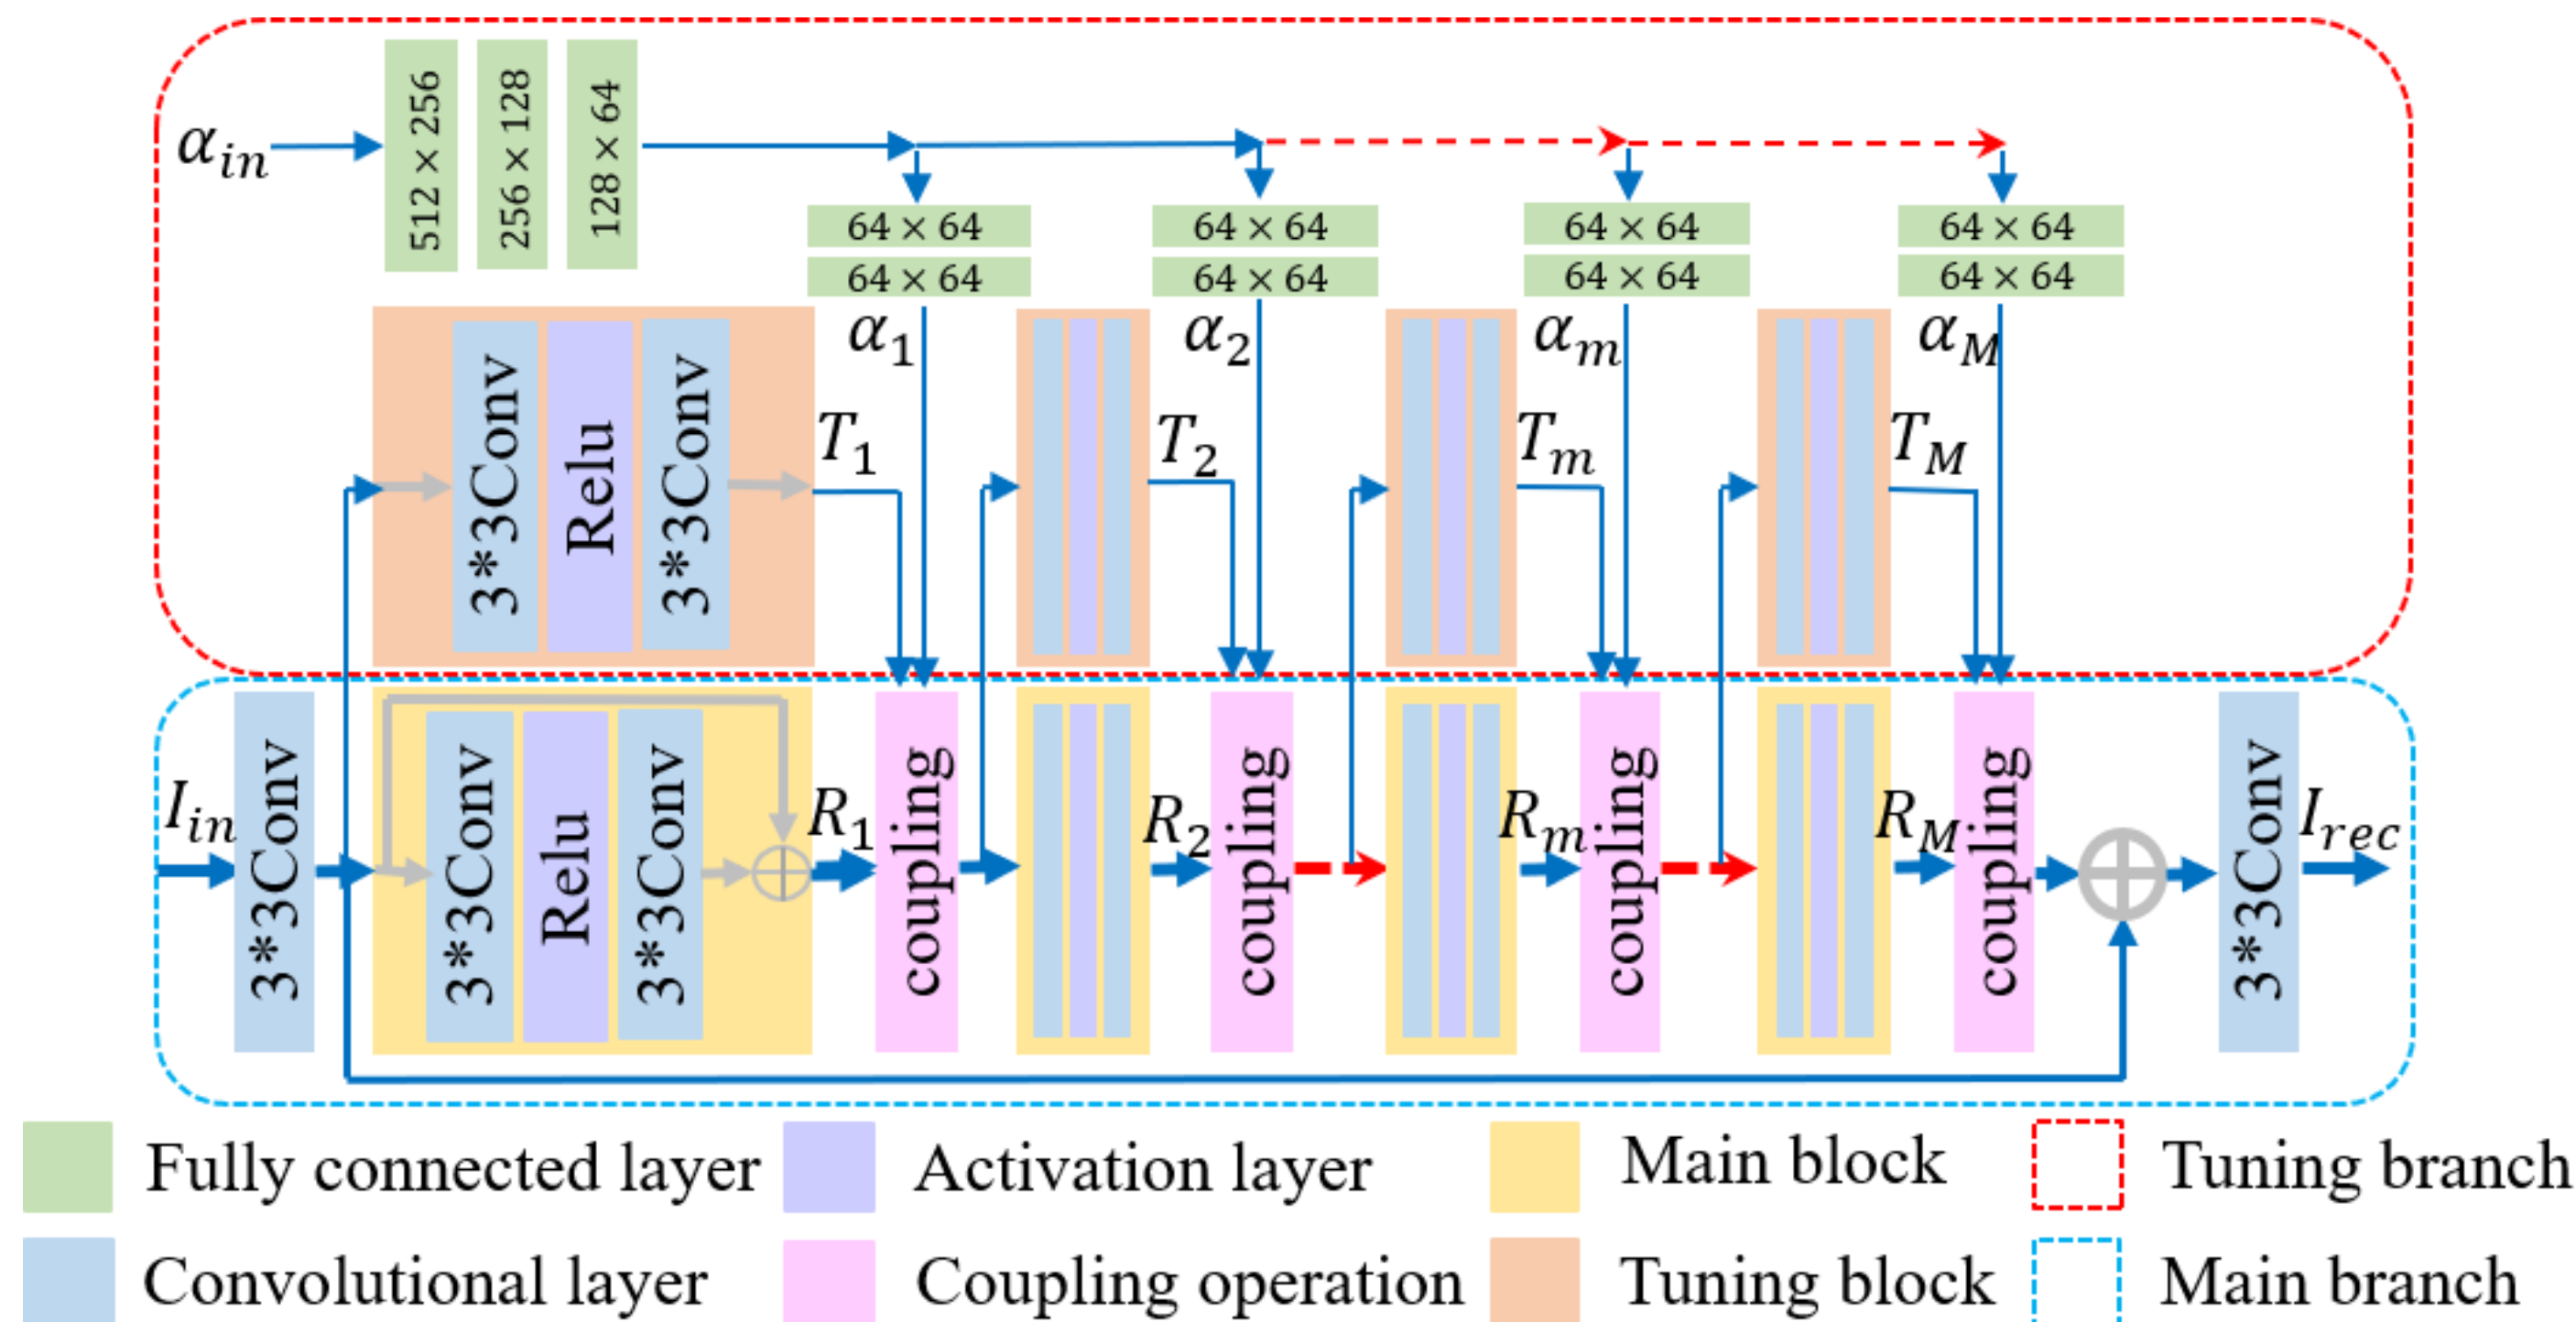 α_in
512 × 256
256 × 128
128 × 64
64 × 64
64 × 64
64 × 64
64 × 64
64 × 64
64 × 64
64 × 64
64 × 64
α_1
α_2
α_m
α_M
3*3Conv
Relu
3*3Conv
T_1
T_2
T_m
T_M
I_in
3*3Conv
3*3Conv
Relu
3*3Conv
R_1
coupling
R_2
coupling
R_m
coupling
R_M
coupling
3*3Conv
I_rec
Fully connected layer
Activation layer
Main block
Tuning branch
Convolutional layer
Coupling operation
Tuning block
Main branch